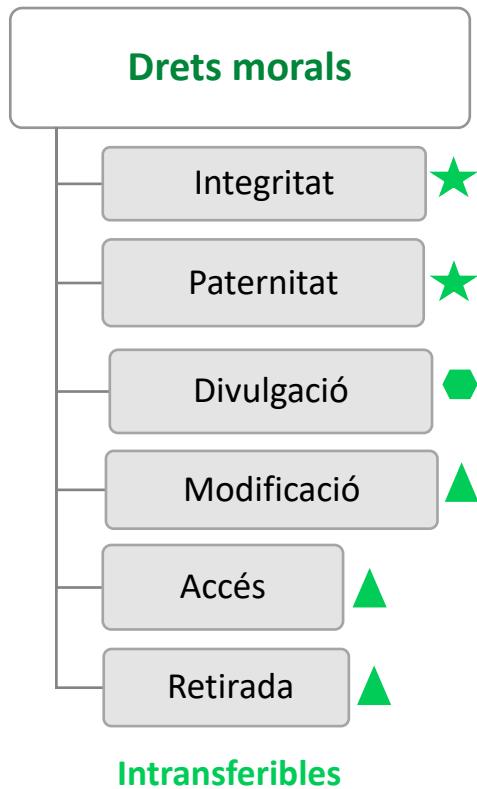 Drets morals
Integritat
Paternitat
Divulgació
Modificació
Accés
Retirada
Intransferibles